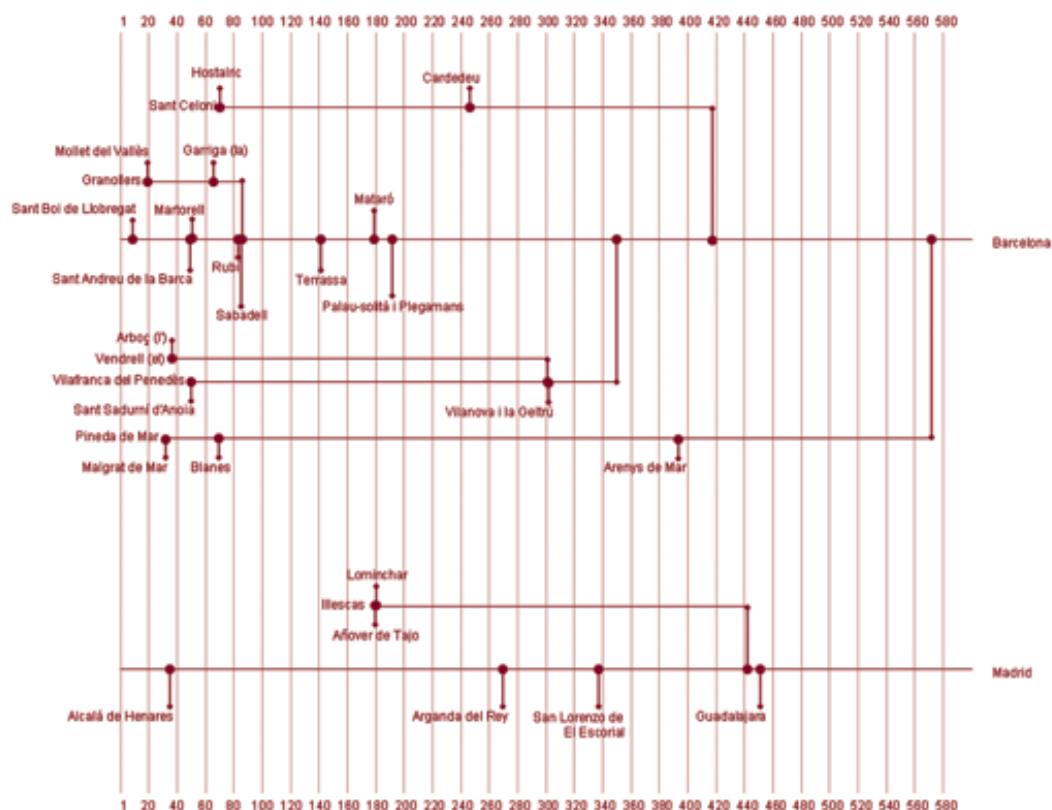 1 20 40 60 80 100 120 140 160 180 200 220 240 260 280 300 320 340 360 380 400 420 440 460 480 500 520 540 560 580
Hostalric
Cardedeu
Sant Celoni
Mollet del Vallès
Garriga (la)
Granollers
Mataró
Sant Boi de Llobregat
Martorell
Barcelona
Rubí
Sant Andreu de la Barca
Terrassa
Palau-solità i Plegamans
Sabadell
Arboç (l')
Vendrell (el)
Vilafranca del Penedès
Sant Sadurní d'Anoia
Vilanova i la Geltrú
Pineda de Mar
Malgrat de Mar
Blanes
Arenys de Mar
Lominchar
Illescas
Añover de Tajo
Madrid
Alcalá de Henares
Arganda del Rey
San Lorenzo de
El Escorial
Guadalajara
1 20 40 60 80 100 120 140 160 180 200 220 240 260 280 300 320 340 360 380 400 420 440 460 480 500 520 540 560 580